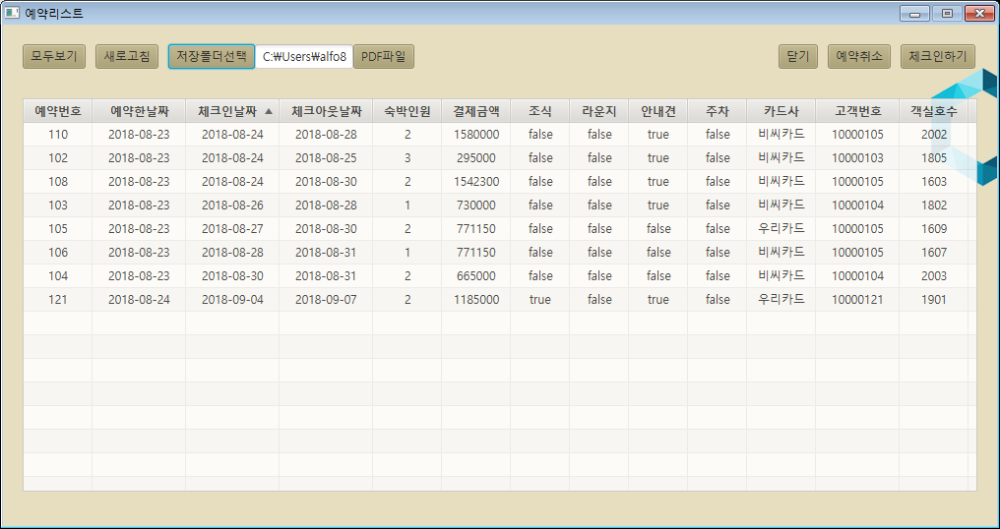 예약리스트
모두보기 새로고침 저장폴더선택 C:₩Users₩alfo8 PDF파일 닫기 예약취소 체크인하기
예약번호 예약한날짜 체크인날짜 체크아웃날짜 숙박인원 결제금액 조식 라운지 안내견 주차 카드사 고객번호 객실호수
110 2018-08-23 2018-08-24 2018-08-28 2 1580000 false false true false 비씨카드 10000105 2002
102 2018-08-23 2018-08-24 2018-08-25 3 295000 false false true false 비씨카드 10000103 1805
108 2018-08-23 2018-08-24 2018-08-30 2 1542300 false false true false 비씨카드 10000105 1603
103 2018-08-23 2018-08-26 2018-08-28 1 730000 false false true false 비씨카드 10000104 1802
105 2018-08-23 2018-08-27 2018-08-30 2 771150 false false false false 우리카드 10000105 1609
106 2018-08-23 2018-08-28 2018-08-31 1 771150 false false false false 비씨카드 10000105 1607
104 2018-08-23 2018-08-30 2018-08-31 2 665000 false false false false 비씨카드 10000104 2003
121 2018-08-24 2018-09-04 2018-09-07 2 1185000 true false true false 우리카드 10000121 1901